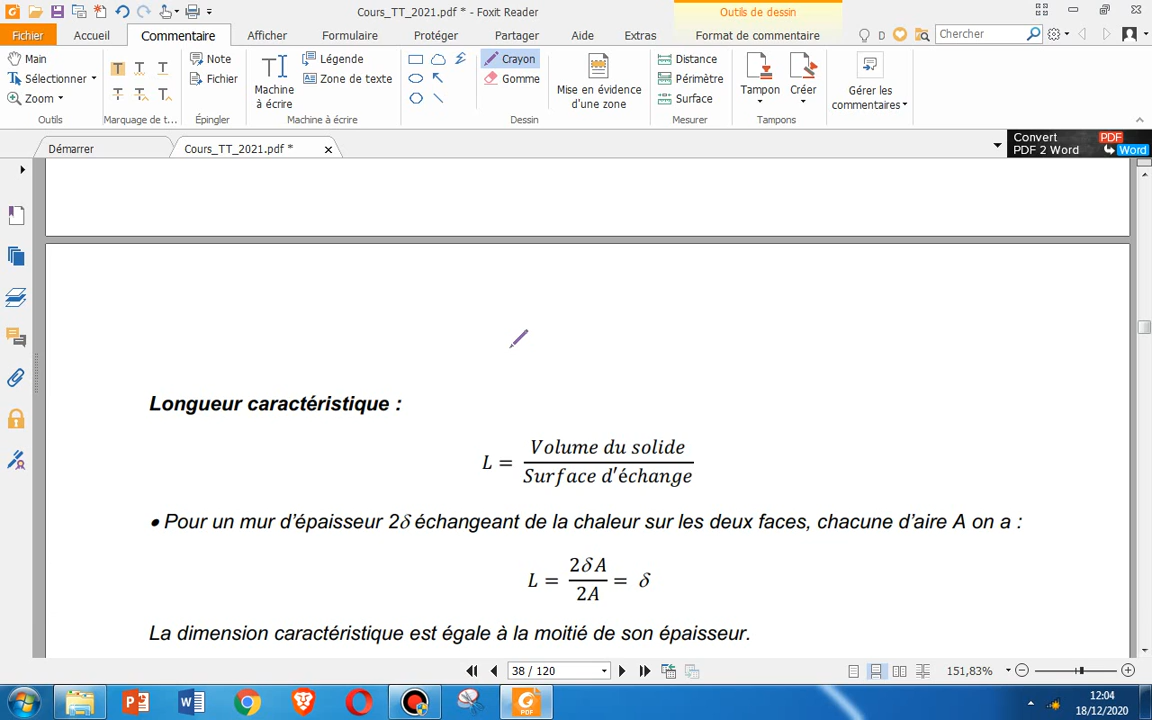 Cours_TT_2021.pdf * - Foxit Reader
Outils de dessin
Fichier Accueil Commentaire Afficher Formulaire Protéger Partager Aide Extras Format de commentaire D Chercher
Main
Sélectionner
Zoom
Outils
Marquage de t...
Note
Fichier
Épingler
Machine
à écrire
Légende
Zone de texte
Machine à écrire
Crayon
Gomme
Mise en évidence
d'une zone
Dessin
Distance
Périmètre
Surface
Mesurer
Tampon
Créer
Tampons
Gérer les
commentaires
Démarrer
Cours_TT_2021.pdf *
Convert PDF
PDF 2 Word Word
Longueur caractéristique :
L = Volume du solide / Surface d'échange
• Pour un mur d'épaisseur 2δ échangeant de la chaleur sur les deux faces, chacune d'aire A on a :
L = 2δA / 2A = δ
La dimension caractéristique est égale à la moitié de son épaisseur.
38 / 120
151,83%
12:04
18/12/2020